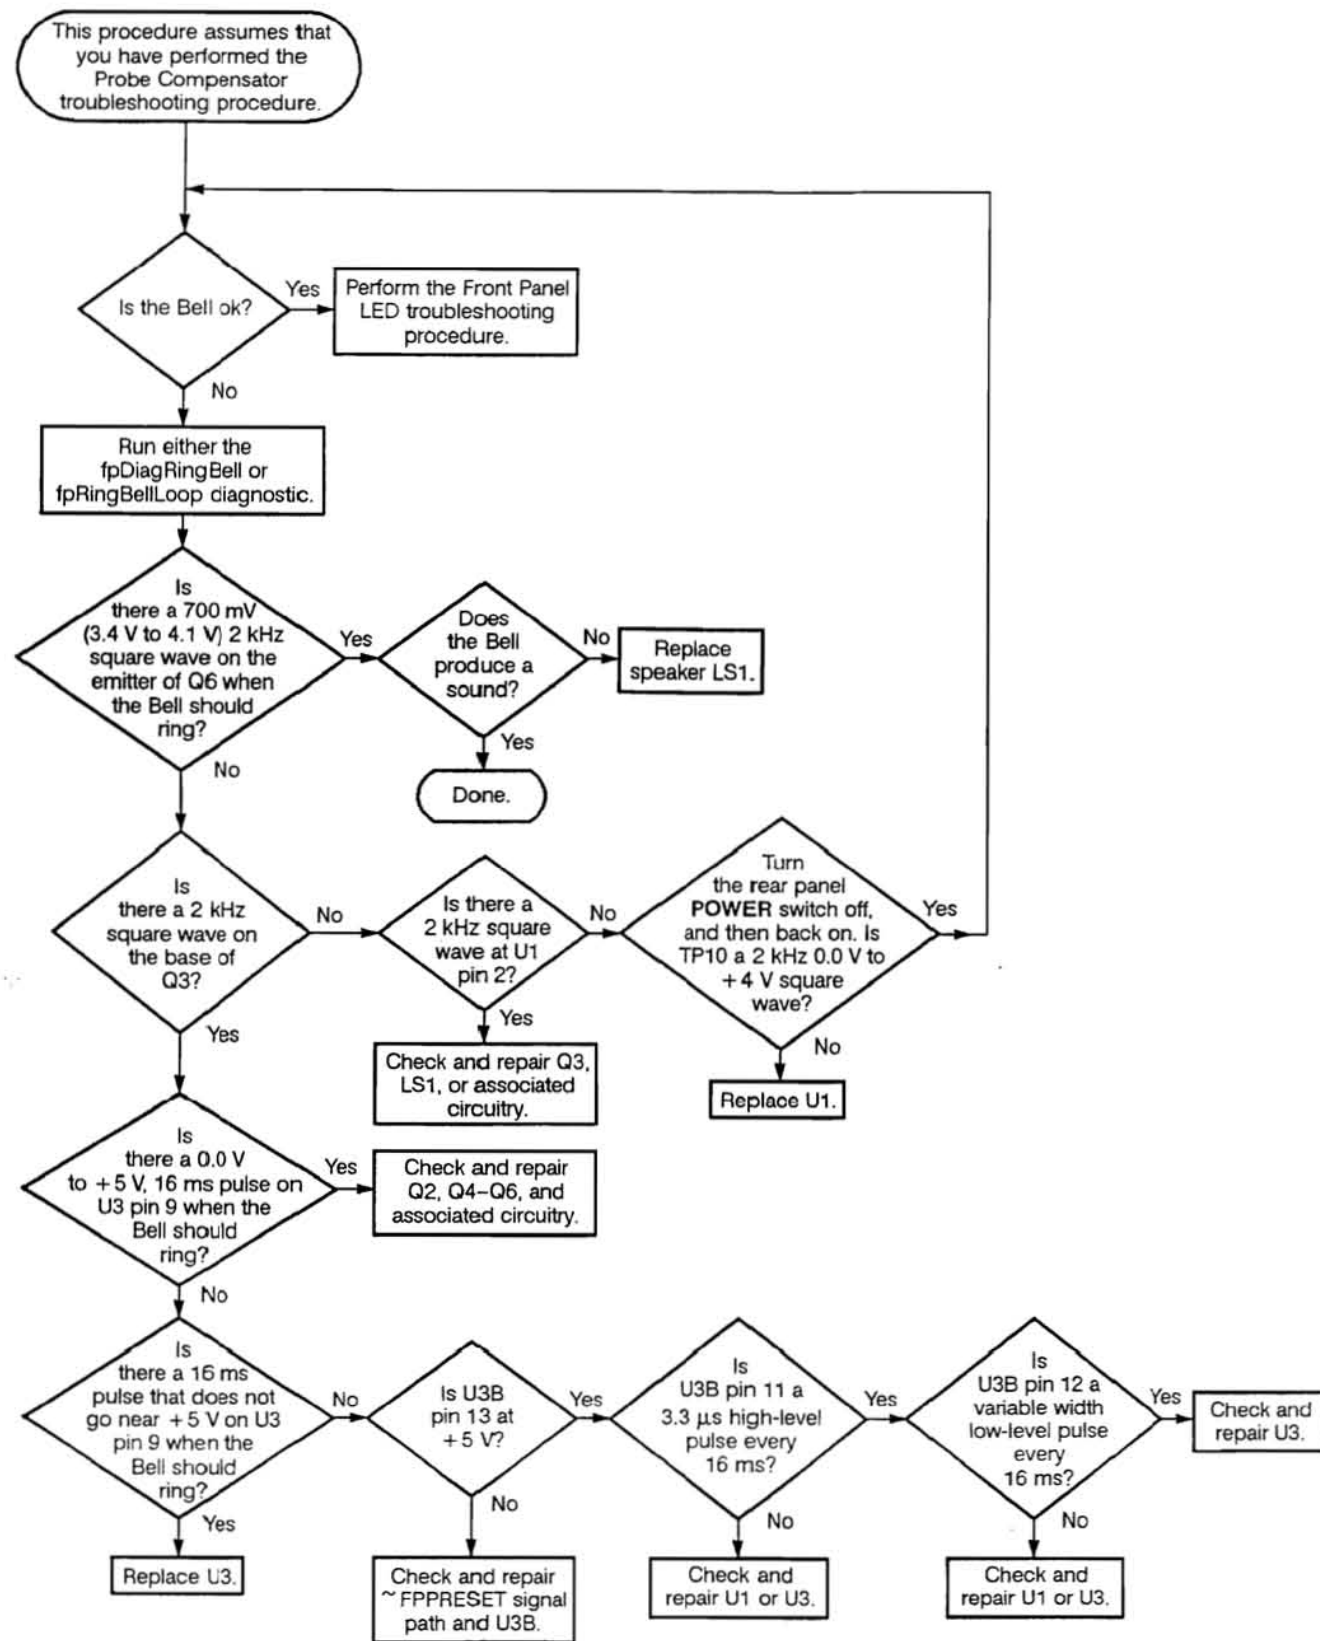 This procedure assumes that
you have performed the
Probe Compensator
troubleshooting procedure.
Is the Bell ok?
Yes
Perform the Front Panel
LED troubleshooting
procedure.
No
Run either the
fpDiagRingBell or
fpRingBellLoop diagnostic.
Is
there a 700 mV
(3.4 V to 4.1 V) 2 kHz
square wave on the
emitter of Q6 when
the Bell should
ring?
Yes
Does
the Bell
produce a
sound?
No
Replace
speaker LS1.
Yes
Done.
No
Is
there a 2 kHz
square wave on
the base of
Q3?
No
Is there a
2 kHz square
wave at U1
pin 2?
No
Turn
the rear panel
POWER switch off,
and then back on. Is
TP10 a 2 kHz 0.0 V to
+4 V square
wave?
Yes
Yes
Check and repair Q3,
LS1, or associated
circuitry.
No
Replace U1.
Yes
Is
there a 0.0 V
to +5 V, 16 ms pulse on
U3 pin 9 when the
Bell should
ring?
Yes
Check and repair
Q2, Q4–Q6, and
associated circuitry.
No
Is
there a 16 ms
pulse that does not
go near +5 V on U3
pin 9 when the
Bell should
ring?
No
Is U3B
pin 13 at
+5 V?
Yes
Is
U3B pin 11 a
3.3 μs high-level
pulse every
16 ms?
Yes
Is
U3B pin 12 a
variable width
low-level pulse
every
16 ms?
Yes
Check and
repair U3.
Yes
Replace U3.
No
Check and repair
~FPPRESET signal
path and U3B.
No
Check and
repair U1 or U3.
No
Check and
repair U1 or U3.